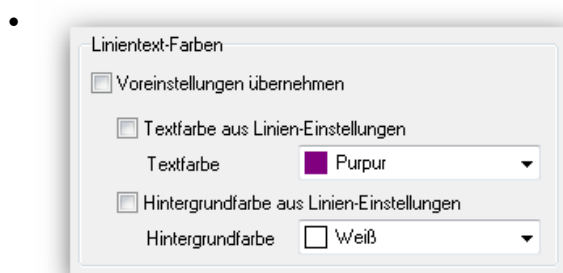 Linientext-Farben
Voreinstellungen übernehmen
Textfarbe aus Linien-Einstellungen
Textfarbe Purpur
Hintergrundfarbe aus Linien-Einstellungen
Hintergrundfarbe Weiß